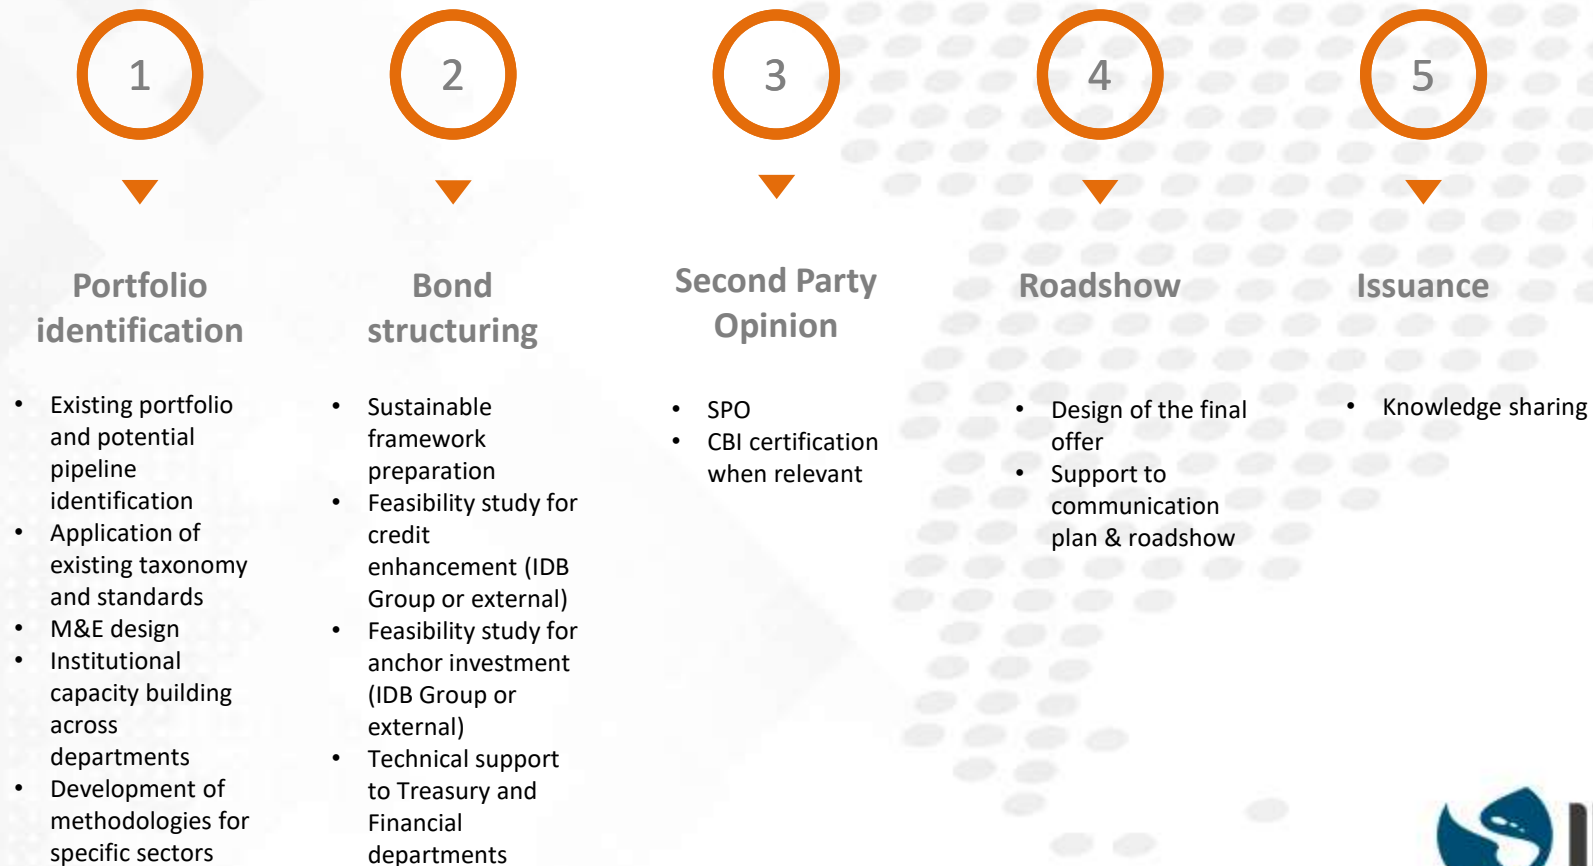 1
2
3
4
5
Portfolio
identification
• Existing portfolio
and potential
pipeline
identification
• Application of
existing taxonomy
and standards
• M&E design
• Institutional
capacity building
across
departments
• Development of
methodologies for
specific sectors
Bond
structuring
• Sustainable
framework
preparation
• Feasibility study for
credit
enhancement (IDB
Group or external)
• Feasibility study for
anchor investment
(IDB Group or
external)
• Technical support
to Treasury and
Financial
departments
Second Party
Opinion
• SPO
• CBI certification
when relevant
Roadshow
• Design of the final
offer
• Support to
communication
plan & roadshow
Issuance
• Knowledge sharing